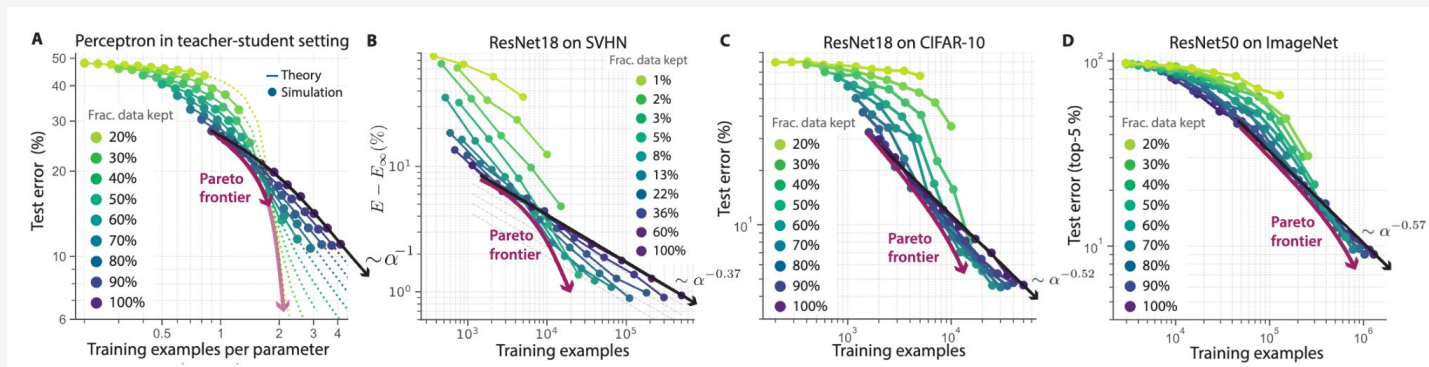 A Perceptron in teacher-student setting
50
40
30
20
10
6
Test error (%)
Theory
Simulation
Frac. data kept
20%
30%
40%
50%
60%
70%
80%
90%
100%
Pareto
frontier
~ α⁻¹
0.5 1 2 3 4
Training examples per parameter
B ResNet18 on SVHN
E − E∞(%)
10¹
10⁰
Frac. data kept
1%
2%
3%
5%
8%
13%
22%
36%
60%
100%
Pareto
frontier
~ α⁻⁰·³⁷
10³ 10⁴ 10⁵
Training examples
C ResNet18 on CIFAR-10
Test error (%)
10¹
Frac. data kept
20%
30%
40%
50%
60%
70%
80%
90%
100%
Pareto
frontier
~ α⁻⁰·⁵²
10³ 10⁴
Training examples
D ResNet50 on ImageNet
Test error (top-5 %)
10²
10¹
Frac. data kept
20%
30%
40%
50%
60%
70%
80%
90%
100%
Pareto
frontier
~ α⁻⁰·⁵⁷
10⁴ 10⁵ 10⁶
Training examples